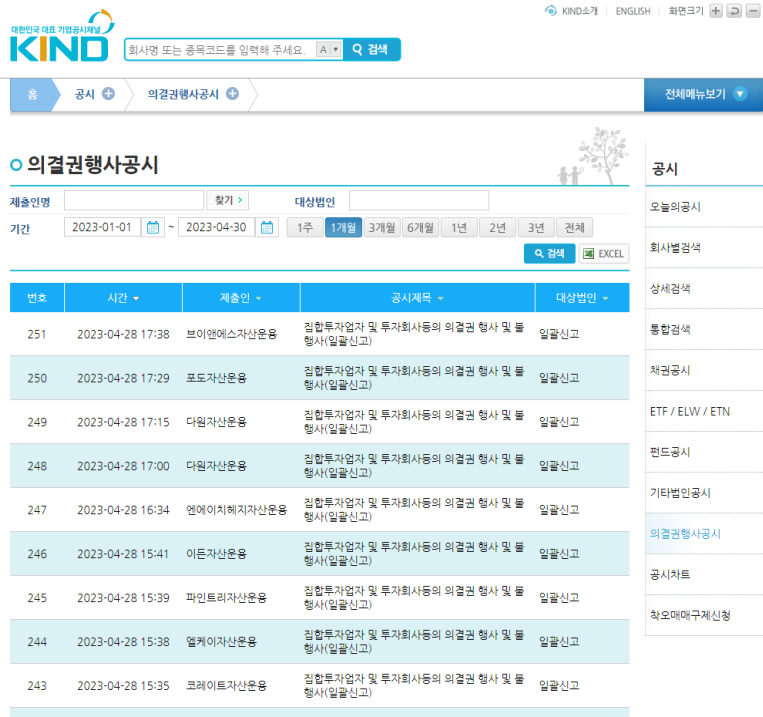 KIND소개 | ENGLISH | 화면크기
대한민국 대표 기업공시채널
KIND
회사명 또는 종목코드를 입력해 주세요. A 검색
홈 공시 의결권행사공시 전체메뉴보기
의결권행사공시
제출인명 찾기 > 대상법인
기간 2023-01-01 ~ 2023-04-30 1주 1개월 3개월 6개월 1년 2년 3년 전체
검색 EXCEL
번호 시간 제출인 공시제목 대상법인
251 2023-04-28 17:38 브이앤에스자산운용 집합투자업자 및 투자회사등의 의결권 행사 및 불
행사(일괄신고) 일괄신고
250 2023-04-28 17:29 포도자산운용 집합투자업자 및 투자회사등의 의결권 행사 및 불
행사(일괄신고) 일괄신고
249 2023-04-28 17:15 다원자산운용 집합투자업자 및 투자회사등의 의결권 행사 및 불
행사(일괄신고) 일괄신고
248 2023-04-28 17:00 다원자산운용 집합투자업자 및 투자회사등의 의결권 행사 및 불
행사(일괄신고) 일괄신고
247 2023-04-28 16:34 엔에이치헤지자산운용 집합투자업자 및 투자회사등의 의결권 행사 및 불
행사(일괄신고) 일괄신고
246 2023-04-28 15:41 이든자산운용 집합투자업자 및 투자회사등의 의결권 행사 및 불
행사(일괄신고) 일괄신고
245 2023-04-28 15:39 파인트리자산운용 집합투자업자 및 투자회사등의 의결권 행사 및 불
행사(일괄신고) 일괄신고
244 2023-04-28 15:38 엘케이자산운용 집합투자업자 및 투자회사등의 의결권 행사 및 불
행사(일괄신고) 일괄신고
243 2023-04-28 15:35 코레이트자산운용 집합투자업자 및 투자회사등의 의결권 행사 및 불
행사(일괄신고) 일괄신고
공시
오늘의공시
회사별검색
상세검색
통합검색
채권공시
ETF / ELW / ETN
펀드공시
기타법인공시
의결권행사공시
공시차트
착오매매구제신청